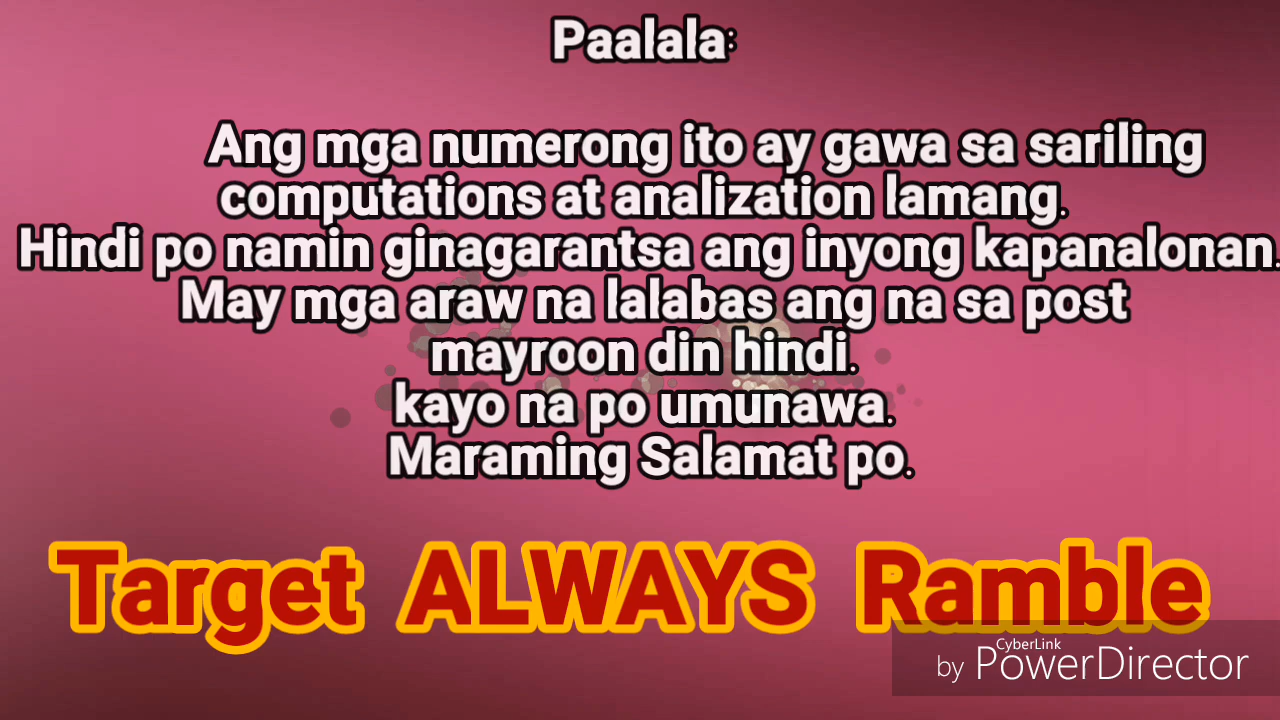 Paalala:
Ang mga numerong ito ay gawa sa sariling
computations at analization lamang.
Hindi po namin ginagarantsa ang inyong kapanalonan.
May mga araw na lalabas ang na sa post
mayroon din hindi.
kayo na po umunawa.
Maraming Salamat po.
Target ALWAYS Ramble
CyberLink
by PowerDirector